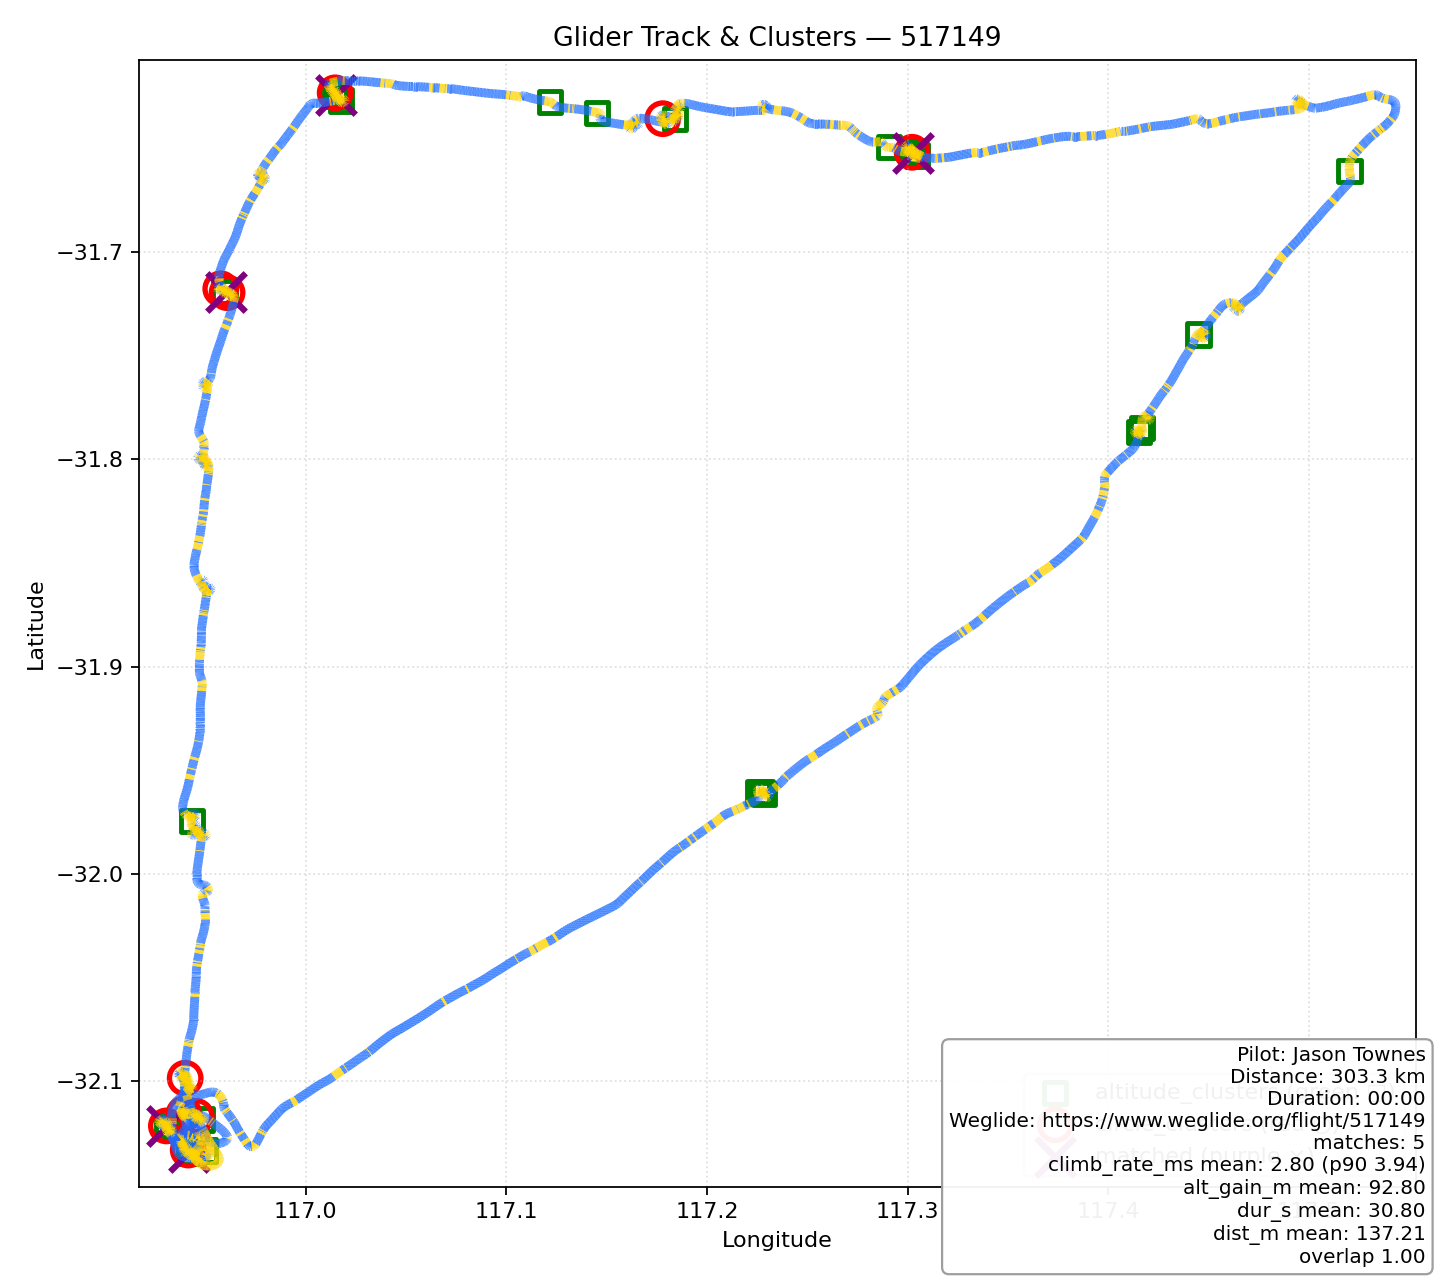 Glider Track & Clusters — 517149
Latitude
−31.7
−31.8
−31.9
−32.0
−32.1
117.0
117.1
117.2
117.3
117.4
Longitude
altitude_cluste
matched (purple
Pilot: Jason Townes
Distance: 303.3 km
Duration: 00:00
Weglide: https://www.weglide.org/flight/517149
matches: 5
climb_rate_ms mean: 2.80 (p90 3.94)
alt_gain_m mean: 92.80
dur_s mean: 30.80
dist_m mean: 137.21
overlap 1.00